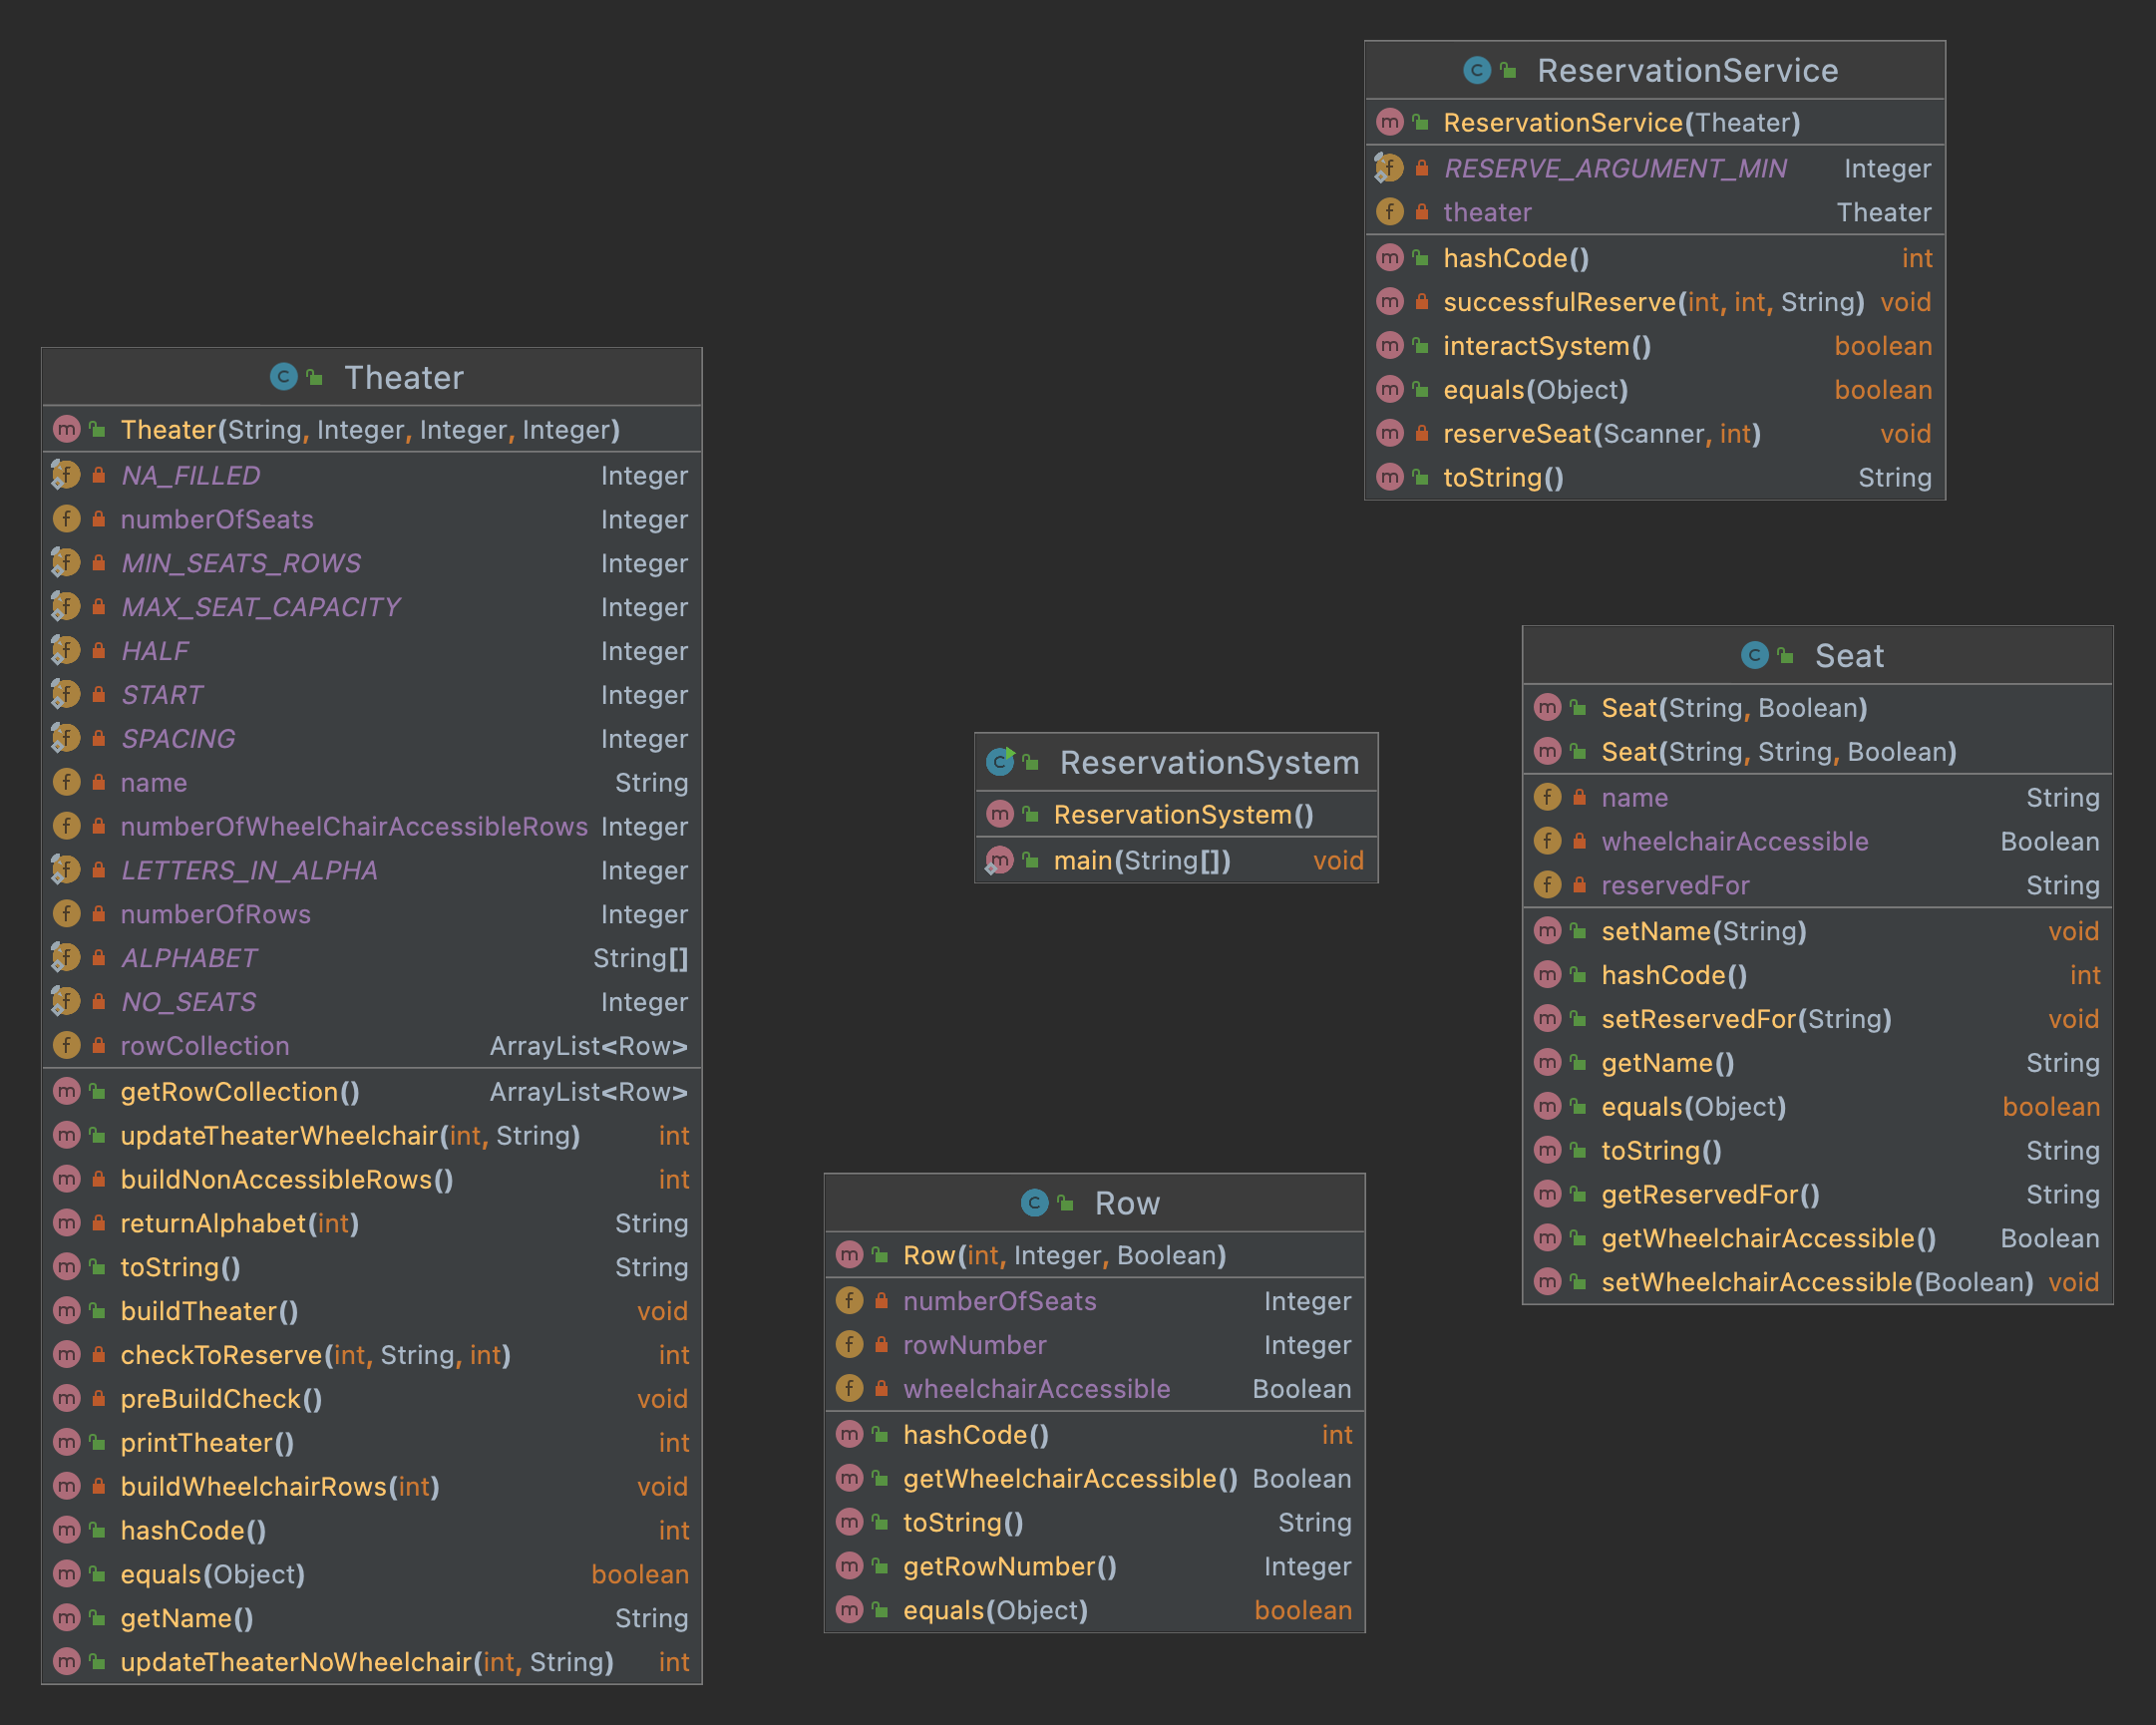 ReservationService
ReservationService(Theater)
RESERVE_ARGUMENT_MIN Integer
theater Theater
hashCode() int
successfulReserve(int, int, String) void
interactSystem() boolean
equals(Object) boolean
reserveSeat(Scanner, int) void
toString() String
Theater
Theater(String, Integer, Integer, Integer)
NA_FILLED Integer
numberOfSeats Integer
MIN_SEATS_ROWS Integer
MAX_SEAT_CAPACITY Integer
HALF Integer
START Integer
SPACING Integer
name String
numberOfWheelChairAccessibleRows Integer
LETTERS_IN_ALPHA Integer
numberOfRows Integer
ALPHABET String[]
NO_SEATS Integer
rowCollection ArrayList<Row>
getRowCollection() ArrayList<Row>
updateTheaterWheelchair(int, String) int
buildNonAccessibleRows() int
returnAlphabet(int) String
toString() String
buildTheater() void
checkToReserve(int, String, int) int
preBuildCheck() void
printTheater() int
buildWheelchairRows(int) void
hashCode() int
equals(Object) boolean
getName() String
updateTheaterNoWheelchair(int, String) int
ReservationSystem
ReservationSystem()
main(String[]) void
Seat
Seat(String, Boolean)
Seat(String, String, Boolean)
name String
wheelchairAccessible Boolean
reservedFor String
setName(String) void
hashCode() int
setReservedFor(String) void
getName() String
equals(Object) boolean
toString() String
getReservedFor() String
getWheelchairAccessible() Boolean
setWheelchairAccessible(Boolean) void
Row
Row(int, Integer, Boolean)
numberOfSeats Integer
rowNumber Integer
wheelchairAccessible Boolean
hashCode() int
getWheelchairAccessible() Boolean
toString() String
getRowNumber() Integer
equals(Object) boolean